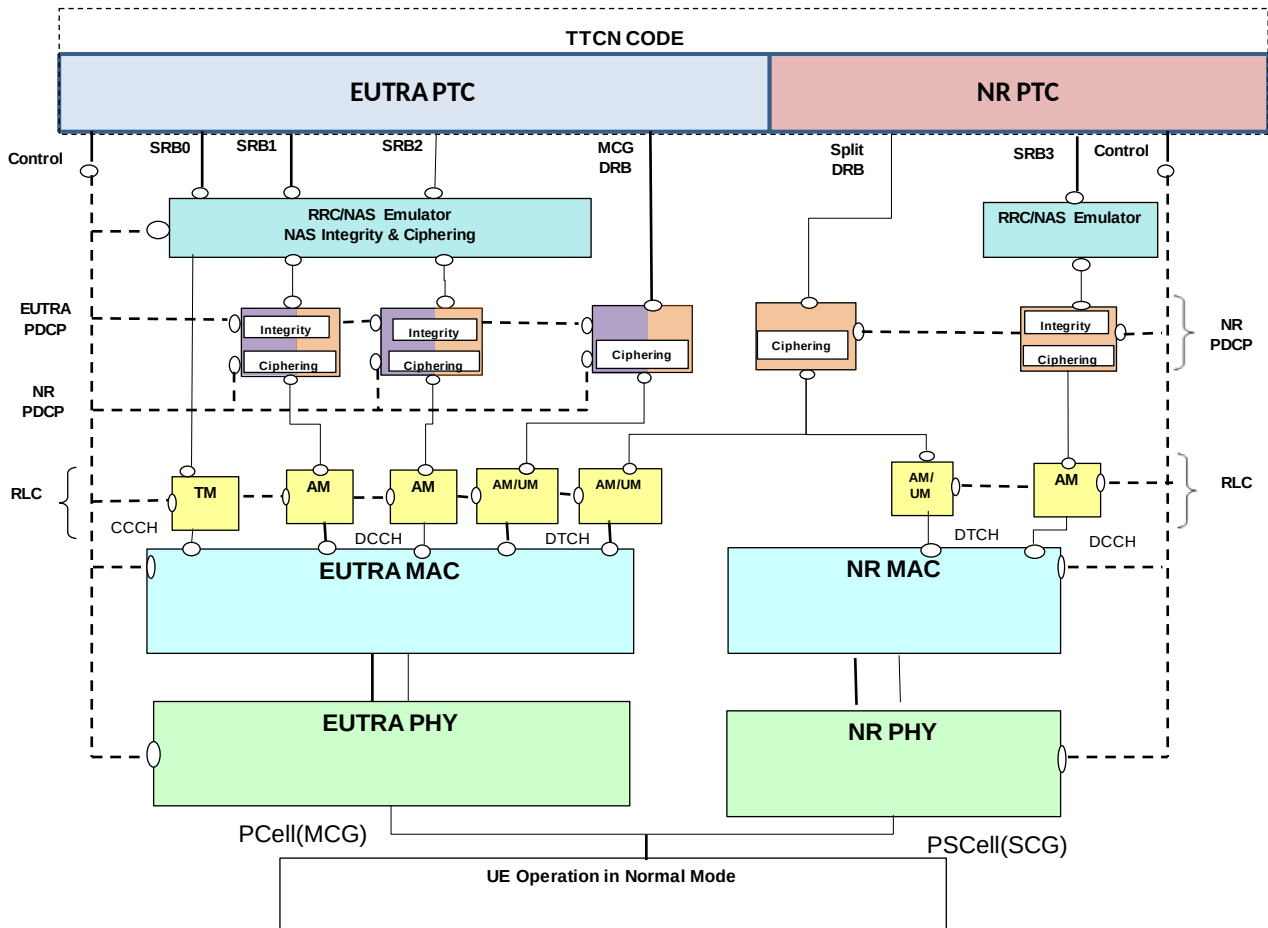 TTCN CODE
EUTRA PTC
NR PTC
Control
SRB0
SRB1
SRB2
MCG
DRB
Split
DRB
SRB3
Control
RRC/NAS Emulator
NAS Integrity & Ciphering
RRC/NAS Emulator
EUTRA
PDCP
Integrity
Ciphering
Integrity
Ciphering
Ciphering
Ciphering
Integrity
Ciphering
NR
PDCP
NR
PDCP
RLC
TM
AM
AM
AM/UM
AM/UM
AM/
UM
AM
RLC
CCCH
DCCH
DTCH
DTCH
DCCH
EUTRA MAC
NR MAC
EUTRA PHY
NR PHY
PCell(MCG)
PSCell(SCG)
UE Operation in Normal Mode